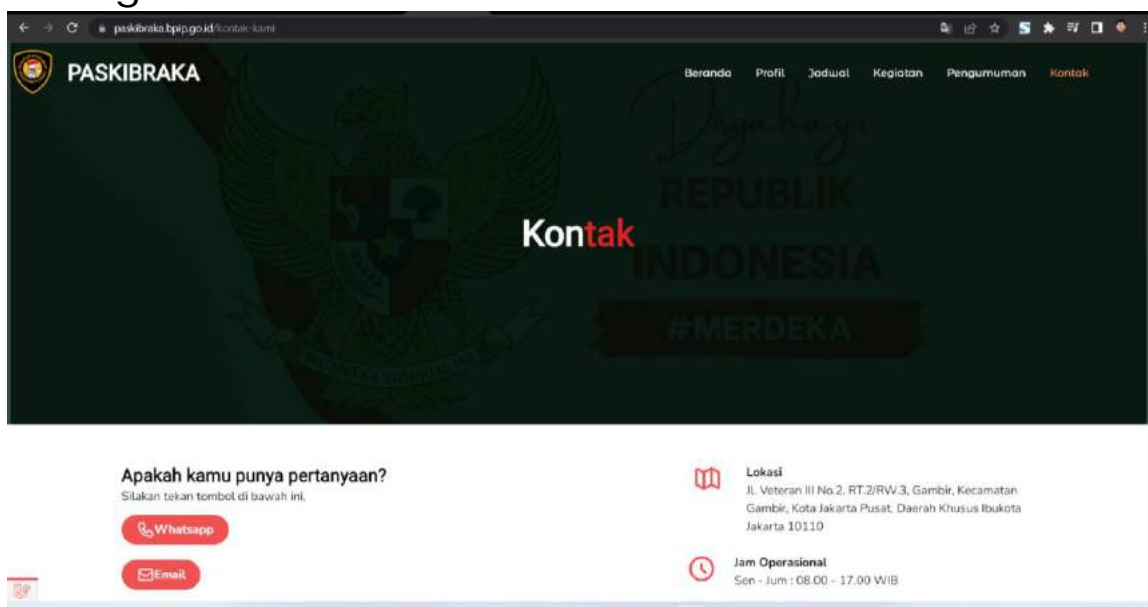 paskibraka.bpip.go.id/kontak-kami
PASKIBRAKA
Beranda Profil Jadwal Kegiatan Pengumuman Kontak
Dirgahaya
REPUBLIK
INDONESIA
#MERDEKA
Kontak
Apakah kamu punya pertanyaan?
Silakan tekan tombol di bawah ini.
Whatsapp
Email
Lokasi
JL. Veteran III No.2, RT.2/RW.3, Gambir, Kecamatan
Gambir, Kota Jakarta Pusat, Daerah Khusus Ibukota
Jakarta 10110
Jam Operasional
Sen - Jum : 08.00 - 17.00 WIB